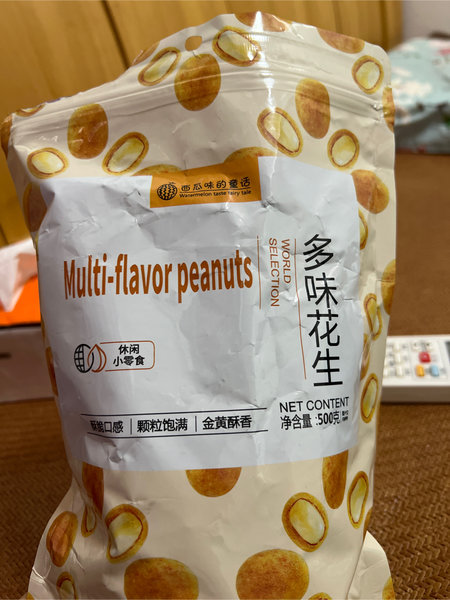 西瓜味的童话
Watermelon taste fairy tale
Multi-flavor peanuts
WORLD
SELECTION
多味花生
休闲
小零食
NET CONTENT
净含量:500克
酥脆口感 | 颗粒饱满 | 金黄酥香